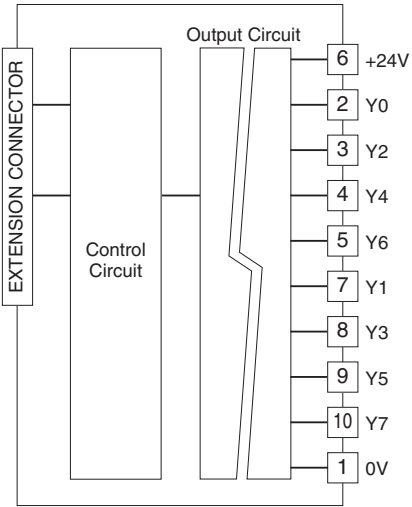 Output Circuit
EXTENSION CONNECTOR
Control
Circuit
6 +24V
2 Y0
3 Y2
4 Y4
5 Y6
7 Y1
8 Y3
9 Y5
10 Y7
1 0V